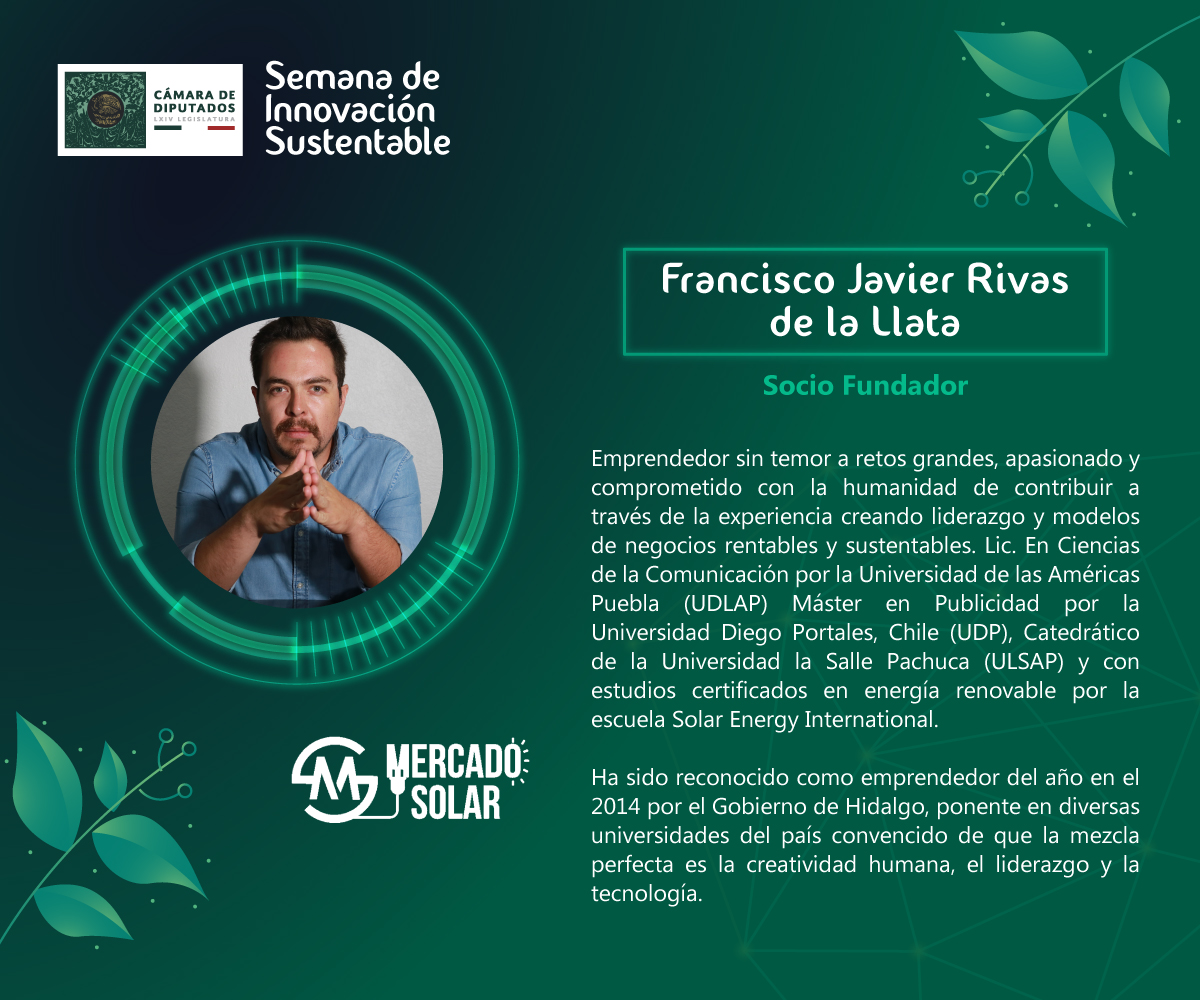 CÁMARA DE
DIPUTADOS
LXIV LEGISLATURA
Semana de
Innovación
Sustentable
Francisco Javier Rivas
de la Llata
Socio Fundador
Emprendedor sin temor a retos grandes, apasionado y
comprometido con la humanidad de contribuir a
través de la experiencia creando liderazgo y modelos
de negocios rentables y sustentables. Lic. En Ciencias
de la Comunicación por la Universidad de las Américas
Puebla (UDLAP) Máster en Publicidad por la
Universidad Diego Portales, Chile (UDP), Catedrático
de la Universidad la Salle Pachuca (ULSAP) y con
estudios certificados en energía renovable por la
escuela Solar Energy International.
Ha sido reconocido como emprendedor del año en el
2014 por el Gobierno de Hidalgo, ponente en diversas
universidades del país convencido de que la mezcla
perfecta es la creatividad humana, el liderazgo y la
tecnología.
MERCADO
SOLAR